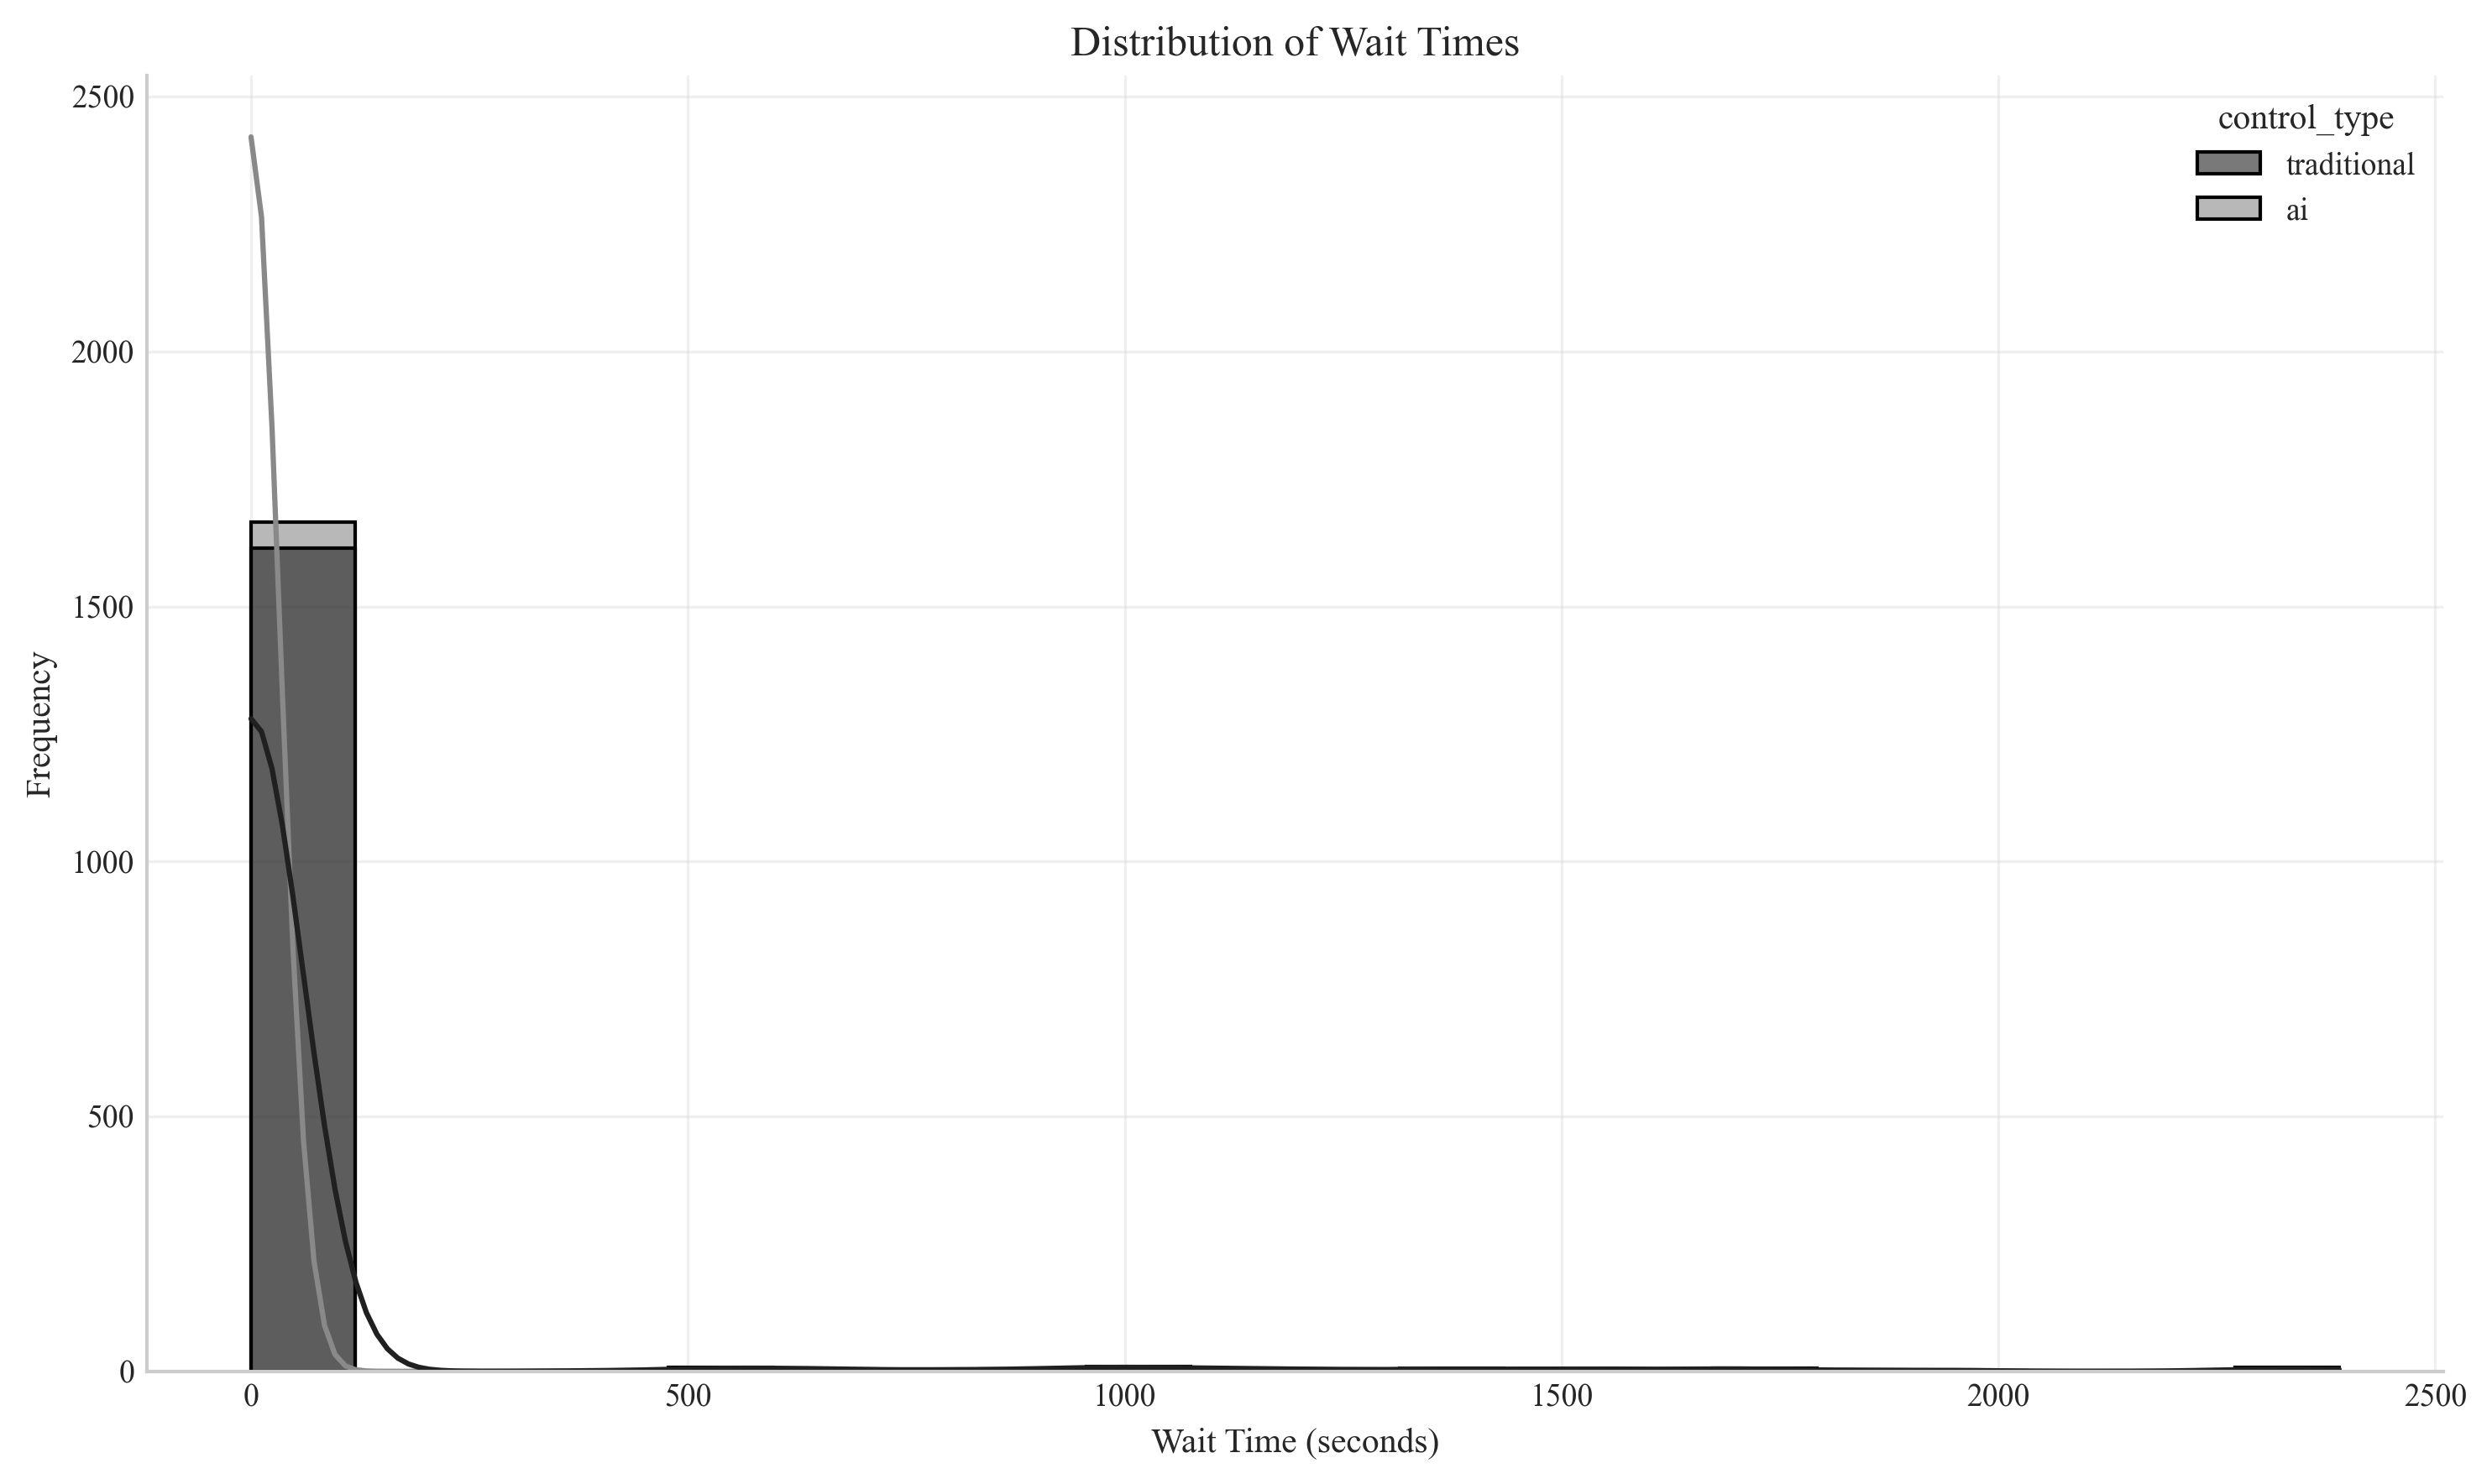 Distribution of Wait Times
2500
2000
1500
1000
500
0
Frequency
control_type
traditional
ai
0 500 1000 1500 2000 2500
Wait Time (seconds)